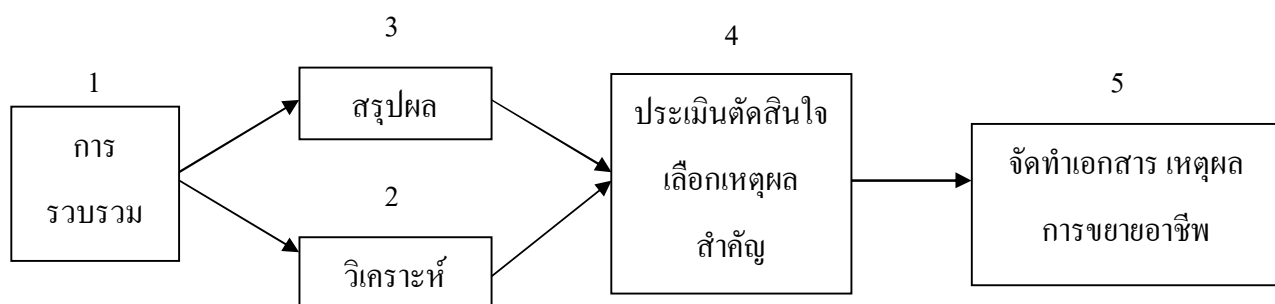 1
การ
รวบรวม
3
สรุปผล
2
วิเคราะห์
4
ประเมินตัดสินใจ
เลือกเหตุผล
สำคัญ
5
จัดทำเอกสาร เหตุผล
การขยายอาชีพ